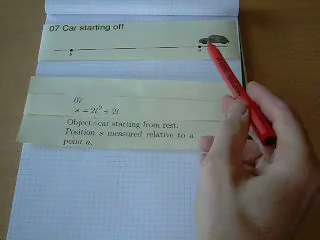 07 Car starting off
07
s = 2t² + 2t
Object=car starting from rest.
Position s measured relative to a
point a.